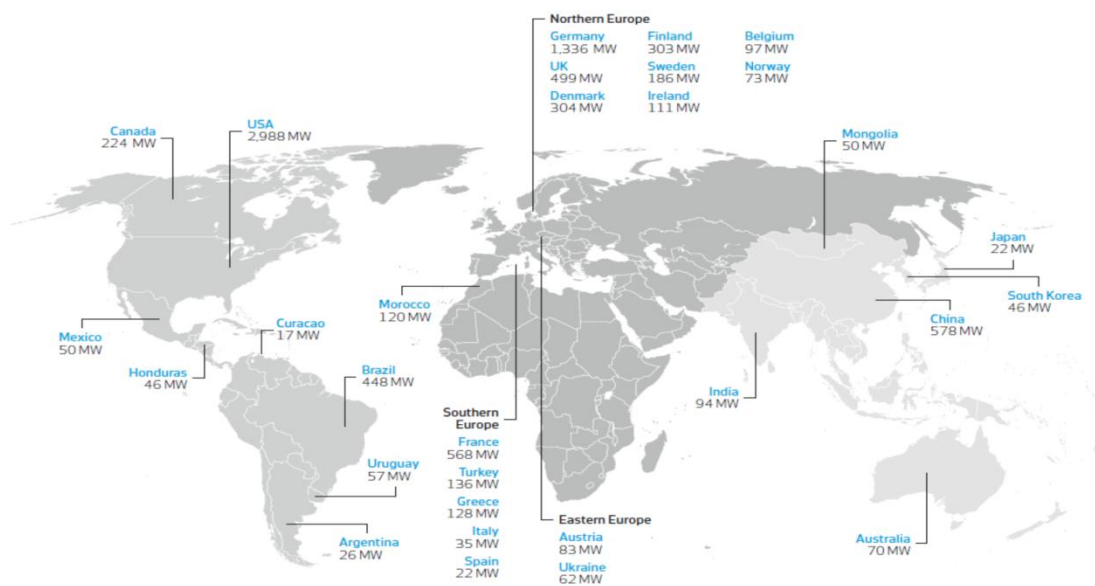 Northern Europe
Germany
1,336 MW
Finland
303 MW
Belgium
97 MW
UK
499 MW
Sweden
186 MW
Norway
73 MW
Denmark
304 MW
Ireland
111 MW
Canada
224 MW
USA
2,988 MW
Mongolia
50 MW
Japan
22 MW
South Korea
46 MW
China
578 MW
Morocco
120 MW
Mexico
50 MW
Curacao
17 MW
Honduras
46 MW
Brazil
448 MW
India
94 MW
Southern
Europe
France
568 MW
Turkey
136 MW
Greece
128 MW
Italy
35 MW
Spain
22 MW
Uruguay
57 MW
Argentina
26 MW
Eastern Europe
Austria
83 MW
Ukraine
62 MW
Australia
70 MW